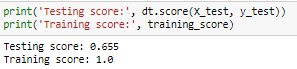 print('Testing score:', dt.score(X_test, y_test))
print('Training score:', training_score)
Testing score: 0.655
Training score: 1.0